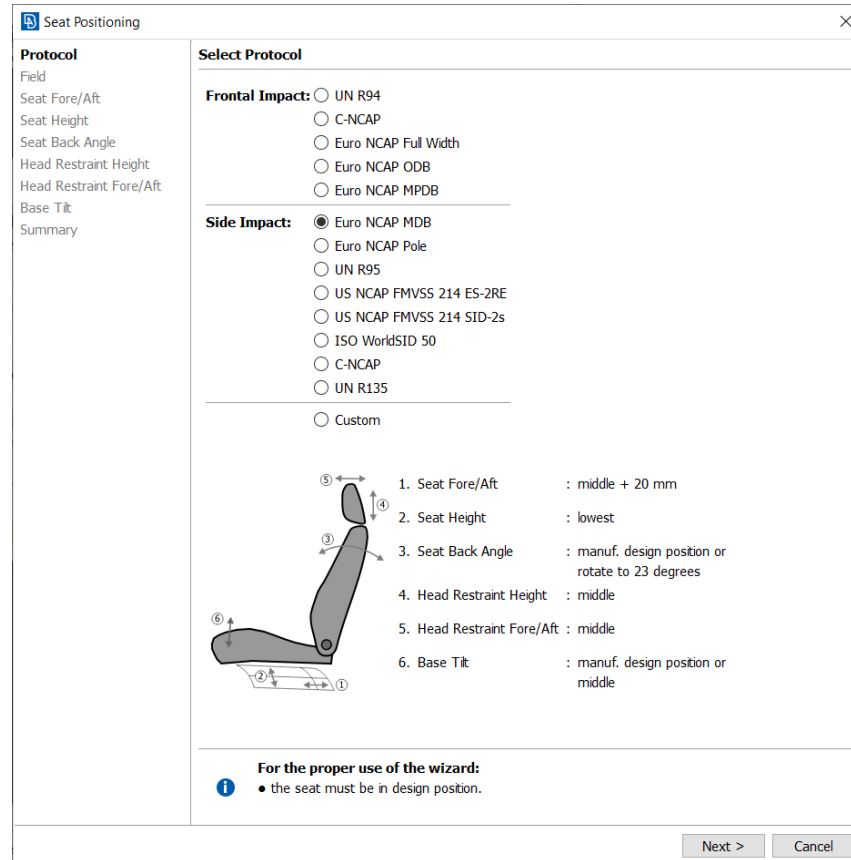 Seat Positioning
Protocol
Field
Seat Fore/Aft
Seat Height
Seat Back Angle
Head Restraint Height
Head Restraint Fore/Aft
Base Tilt
Summary
Select Protocol
Frontal Impact: UN R94
C-NCAP
Euro NCAP Full Width
Euro NCAP ODB
Euro NCAP MPDB
Side Impact: Euro NCAP MDB
Euro NCAP Pole
UN R95
US NCAP FMVSS 214 ES-2RE
US NCAP FMVSS 214 SID-2s
ISO WorldSID 50
C-NCAP
UN R135
Custom
5
4
3
6
2
1
1. Seat Fore/Aft : middle + 20 mm
2. Seat Height : lowest
3. Seat Back Angle : manuf. design position or
rotate to 23 degrees
4. Head Restraint Height : middle
5. Head Restraint Fore/Aft : middle
6. Base Tilt : manuf. design position or
middle
For the proper use of the wizard:
• the seat must be in design position.
Next >
Cancel